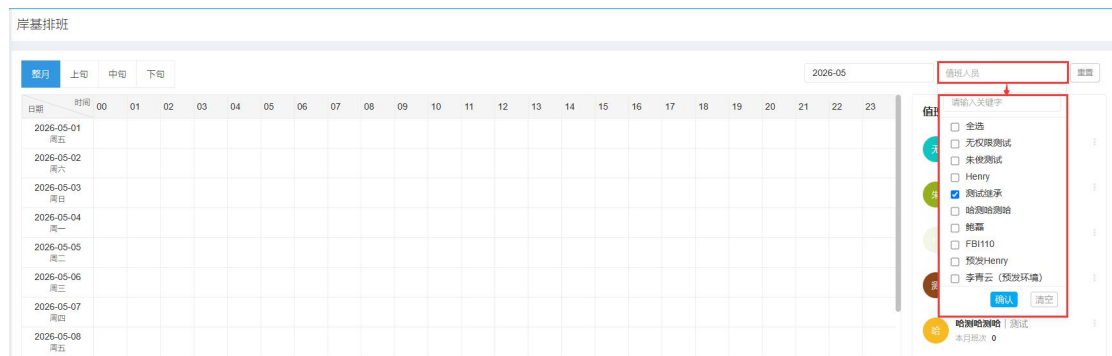 岸基排班
整月 上旬 中旬 下旬 2026-05 值班人员 重置
日期 时间 00 01 02 03 04 05 06 07 08 09 10 11 12 13 14 15 16 17 18 19 20 21 22 23
值班
请输入关键字
全选
无权限测试
朱俊测试
Henry
测试继承
哈测哈测哈
鲍磊
FBI110
预发Henry
李青云（预发环境）
确认 清空
无
朱
测
哈 哈测哈测哈 | 测试
本月班次 0
2026-05-01
周五
2026-05-02
周六
2026-05-03
周日
2026-05-04
周一
2026-05-05
周二
2026-05-06
周三
2026-05-07
周四
2026-05-08
周五